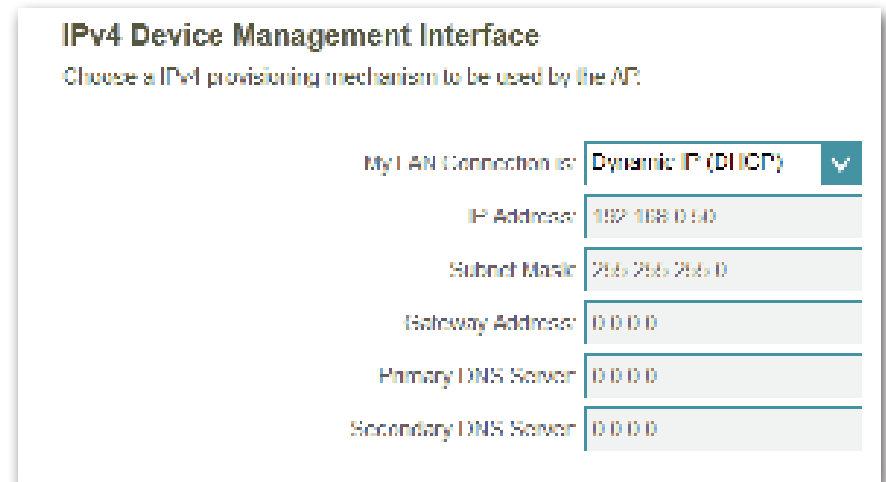 IPv4 Device Management Interface
Choose a IPv4 provisioning mechanism to be used by the AP.
My LAN Connection is: Dynamic IP (DHCP)
IP Address: 192.168.0.50
Subnet Mask: 255.255.255.0
Gateway Address: 0.0.0.0
Primary DNS Server: 0.0.0.0
Secondary DNS Server: 0.0.0.0